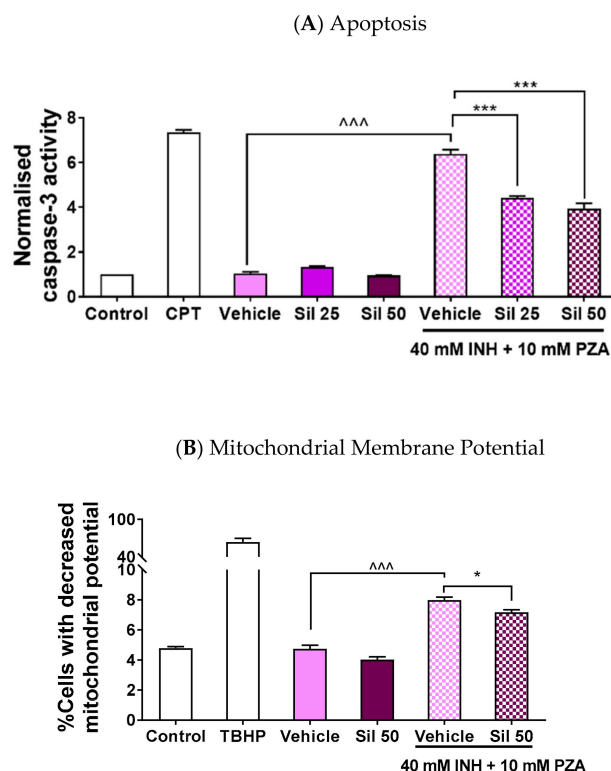 (A) Apoptosis
Normalised
caspase-3 activity
8
6
4
2
0
^^^
***
***
Control CPT Vehicle Sil 25 Sil 50 Vehicle Sil 25 Sil 50
40 mM INH + 10 mM PZA
(B) Mitochondrial Membrane Potential
%Cells with decreased
mitochondrial potential
100
40
10
8
6
4
2
0
^^^
*
Control TBHP Vehicle Sil 50 Vehicle Sil 50
40 mM INH + 10 mM PZA